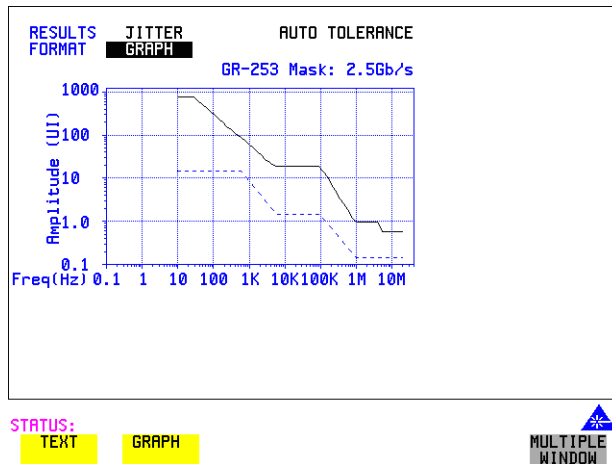 RESULTS JITTER AUTO TOLERANCE
FORMAT GRAPH
GR-253 Mask: 2.5Gb/s
1000
100
10
1.0
0.1
Amplitude (UI)
Freq(Hz) 0.1 1 10 100 1K 10K 100K 1M 10M
STATUS:
TEXT GRAPH MULTIPLE
WINDOW